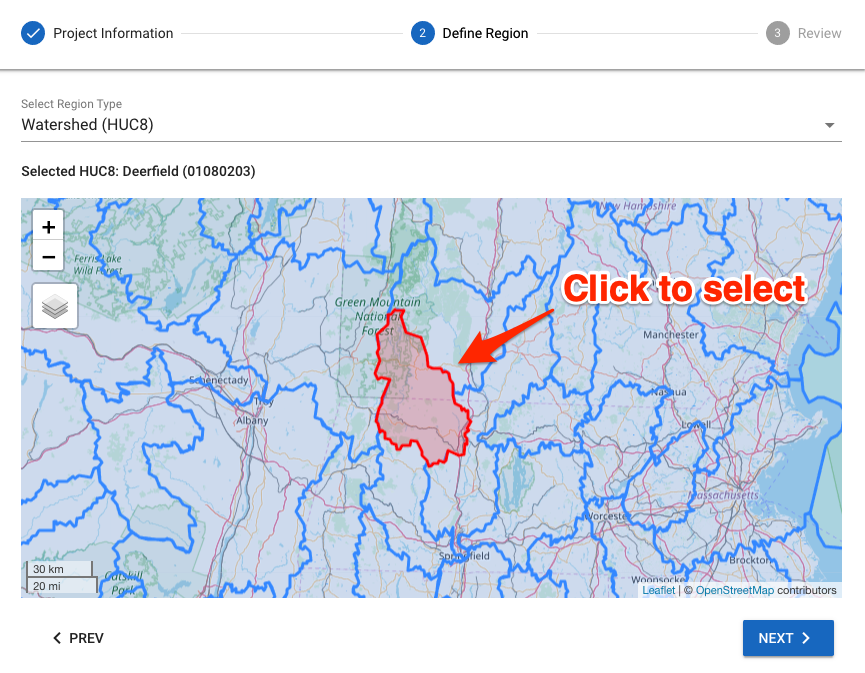 Project Information
2
Define Region
3
Review
Select Region Type
Watershed (HUC8)
Selected HUC8: Deerfield (01080203)
+
−
New Hampshire
Ferris Lake
Wild Forest
Click to select
Green Mountain
National
Forest
Manchester
Schenectady
Nashua
Troy
Albany
Lowell
Massachusetts
Worcester
Springfield
Brockton
30 km
20 mi
Catskill
Park
Woonsocket
Leaflet | © OpenStreetMap contributors
PREV
NEXT